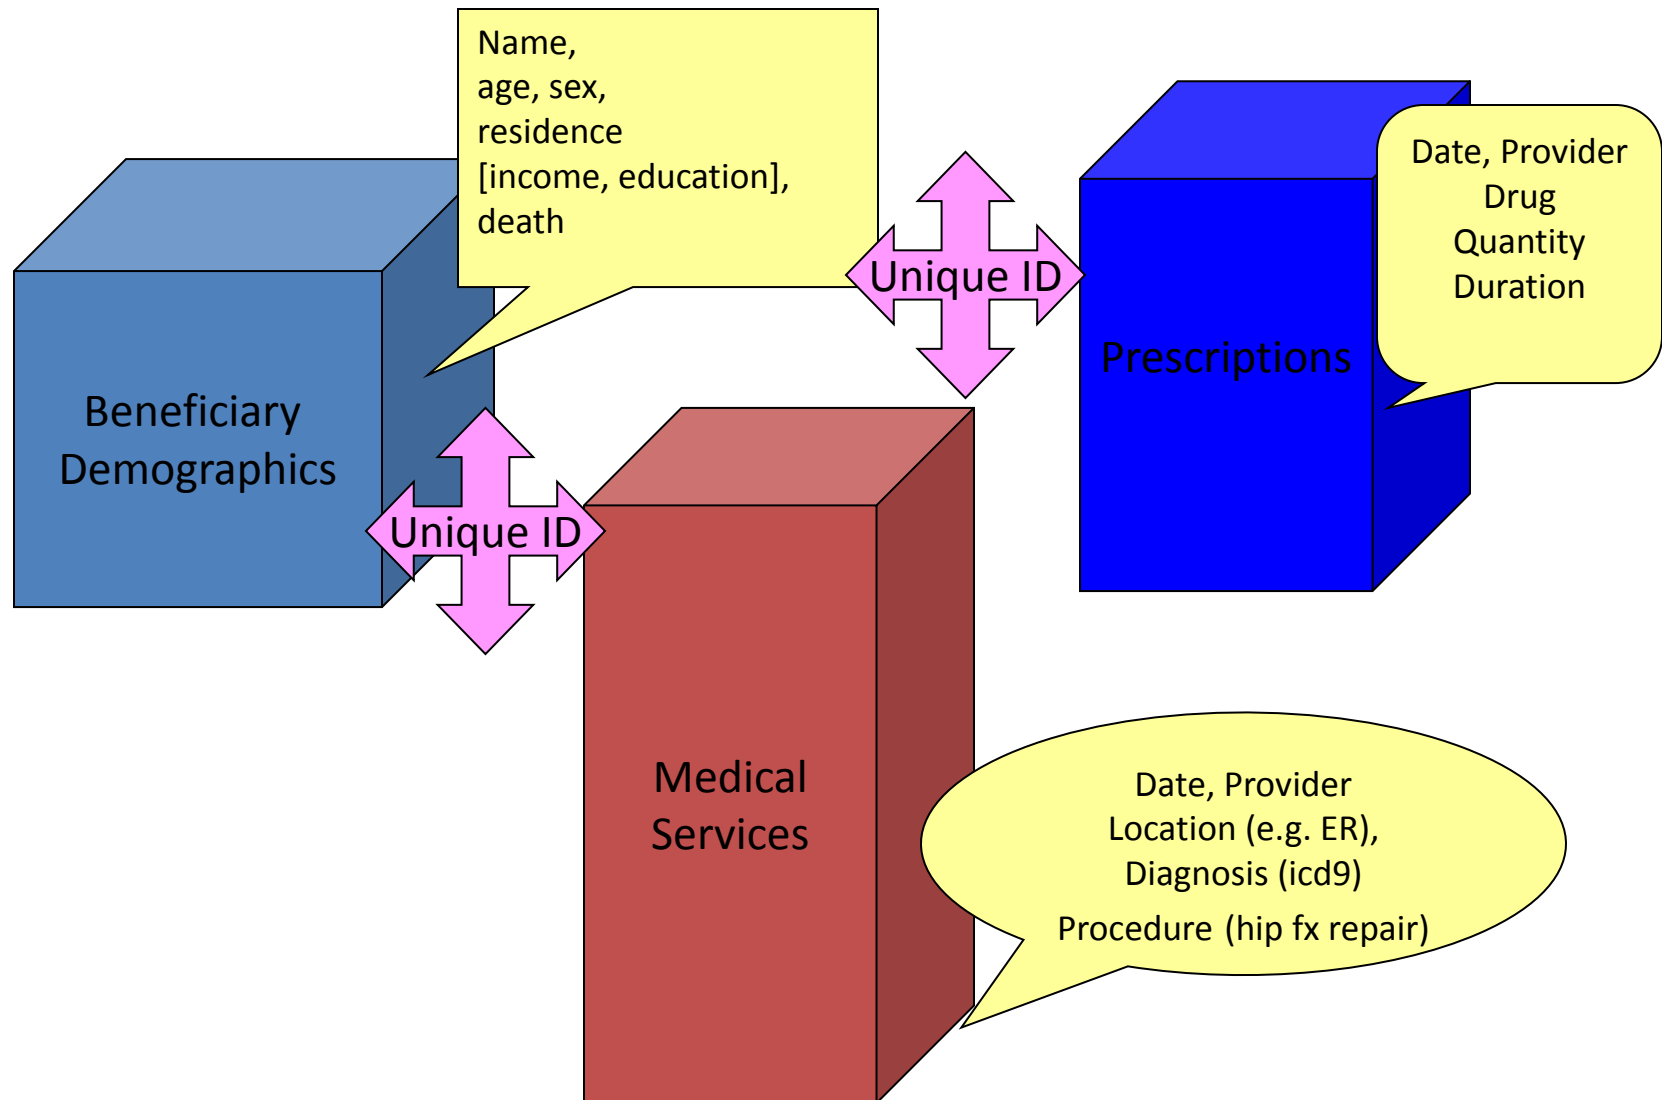 Name,
age, sex,
residence
[income, education],
death
Date, Provider
Drug
Quantity
Duration
Unique ID
Prescriptions
Beneficiary
Demographics
Unique ID
Medical
Services
Date, Provider
Location (e.g. ER),
Diagnosis (icd9)
Procedure (hip fx repair)